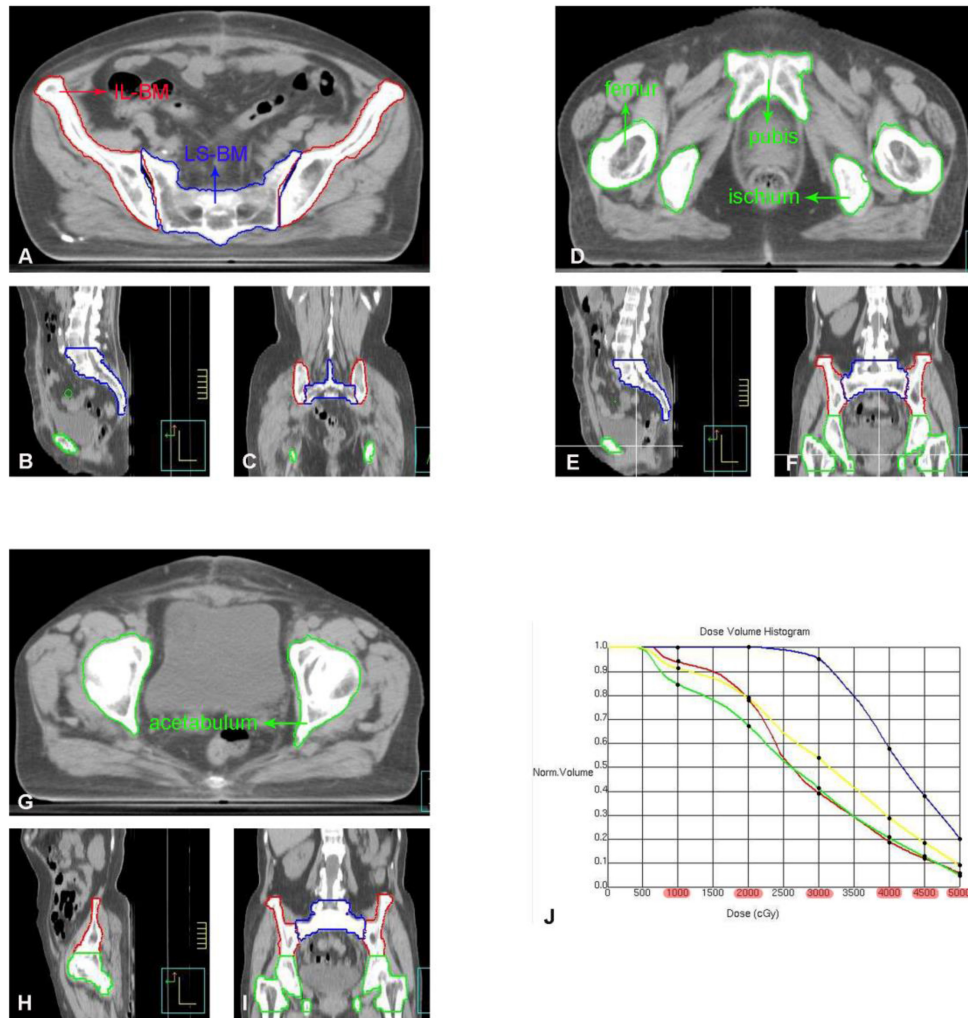 IL-BM
LS-BM
A
femur
pubis
ischium
D
B
C
E
F
acetabulum
G
H
I
Dose Volume Histogram
1.0
0.9
0.8
0.7
0.6
Norm.Volume
0.5
0.4
0.3
0.2
0.1
0.0
0 500 1000 1500 2000 2500 3000 3500 4000 4500 5000
Dose (cGy)
J